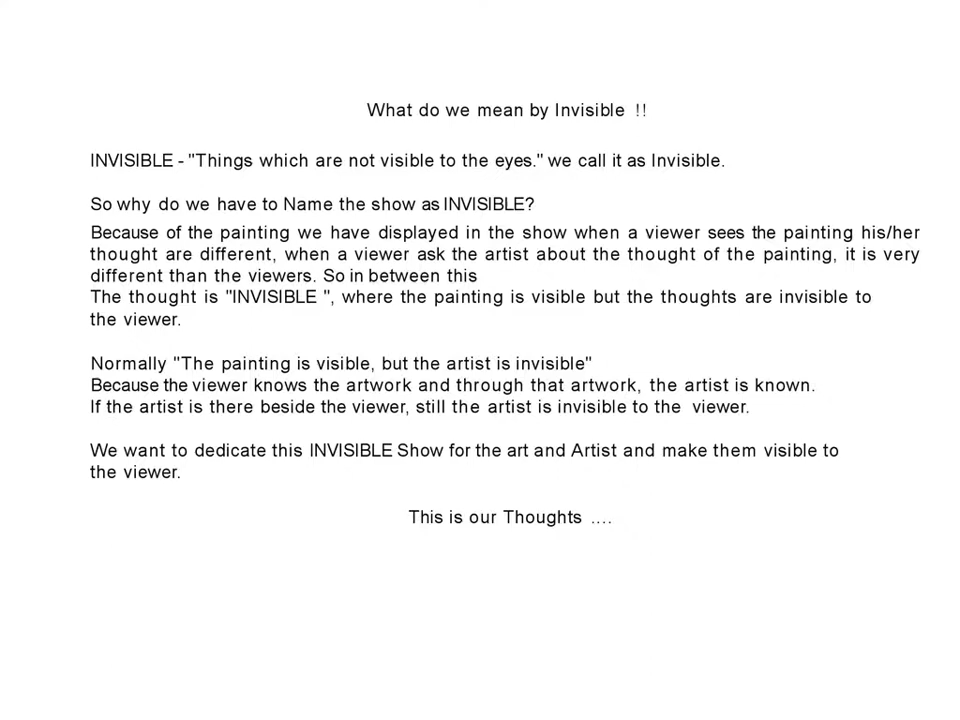 What do we mean by Invisible !!
INVISIBLE - "Things which are not visible to the eyes." we call it as Invisible.
So why do we have to Name the show as INVISIBLE?
Because of the painting we have displayed in the show when a viewer sees the painting his/her
thought are different, when a viewer ask the artist about the thought of the painting, it is very
different than the viewers. So in between this
The thought is "INVISIBLE ", where the painting is visible but the thoughts are invisible to
the viewer.
Normally "The painting is visible, but the artist is invisible"
Because the viewer knows the artwork and through that artwork, the artist is known.
If the artist is there beside the viewer, still the artist is invisible to the viewer.
We want to dedicate this INVISIBLE Show for the art and Artist and make them visible to
the viewer.
This is our Thoughts ....